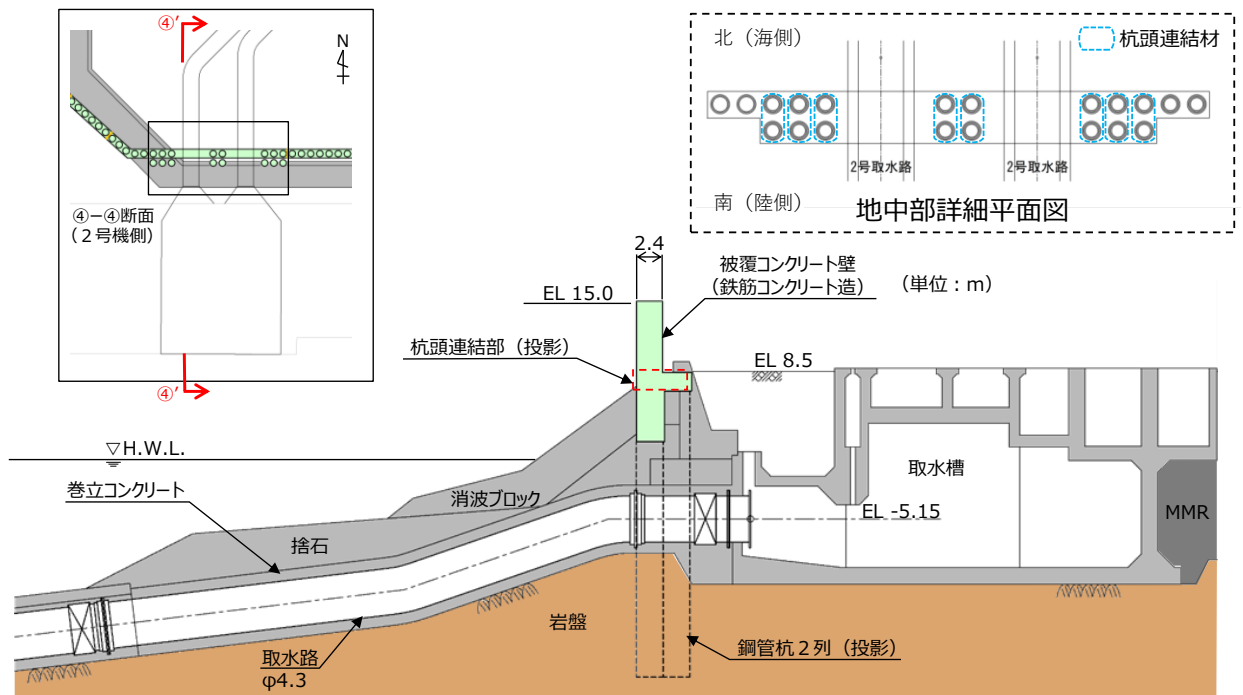 ④’
N
④－④断面
(２号機側)
④’
北（海側）
杭頭連結材
2号取水路
2号取水路
南（陸側）
地中部詳細平面図
2.4
被覆コンクリート壁
(鉄筋コンクリート造)
（単位：m）
EL 15.0
杭頭連結部（投影）
EL 8.5
▽H.W.L.
巻立コンクリート
消波ブロック
取水槽
EL -5.15
MMR
捨石
岩盤
取水路
φ4.3
鋼管杭２列（投影）